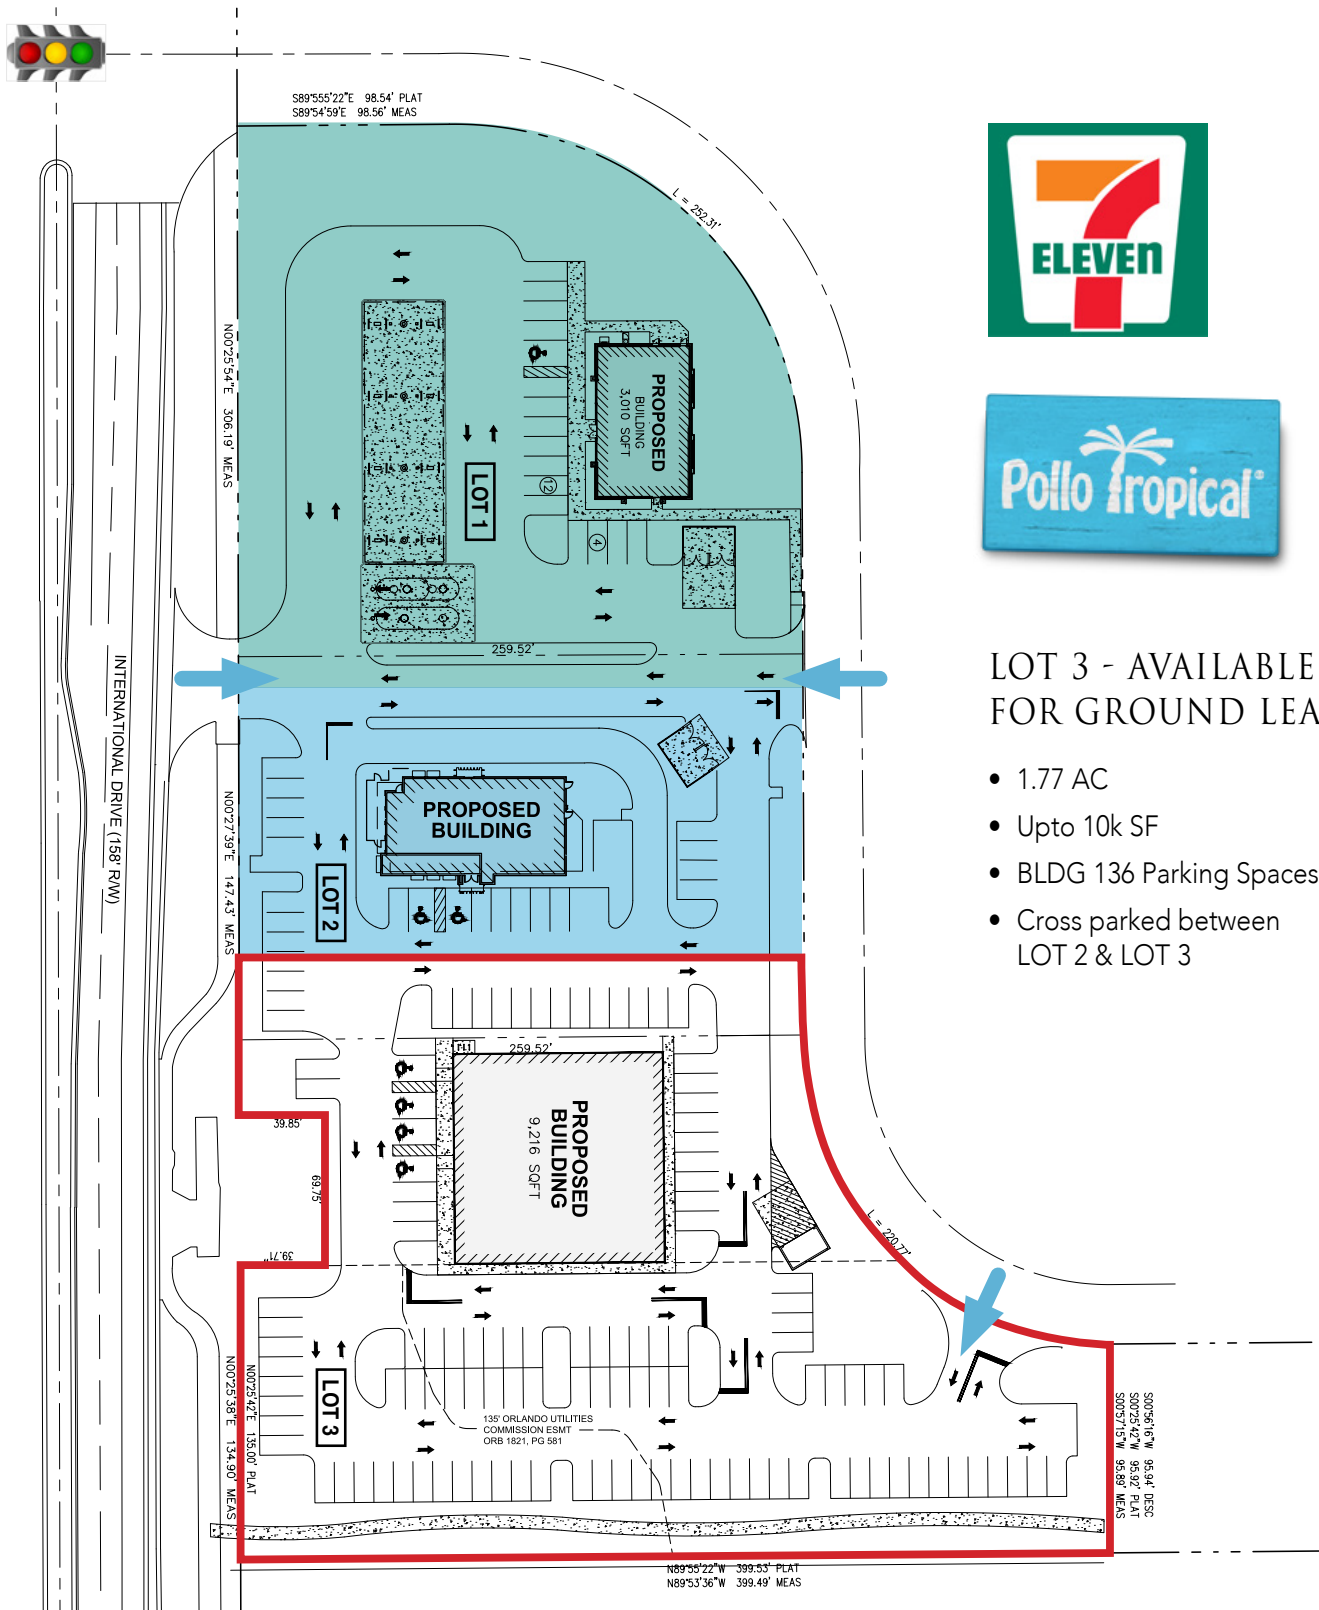 S89°555'22"E 98.54' PLAT
S89°54'59"E 98.56' MEAS
L = 252.31'
7
ELEVEn
Pollo Tropical®
N00°25'54"E 306.19' MEAS
PROPOSED
BUILDING
3,010 SQFT
12
LOT 1
4
259.52'
INTERNATIONAL DRIVE (158' R/W)
LOT 3 - AVAILABLE
FOR GROUND LEA
• 1.77 AC
• Upto 10k SF
• BLDG 136 Parking Spaces
• Cross parked between
LOT 2 & LOT 3
N00°27'39"E 147.43' MEAS
PROPOSED
BUILDING
LOT 2
259.52'
PROPOSED
BUILDING
9,216 SQFT
39.85'
69.75'
39.71"
L = 220.77'
LOT 3
N00°25'42"E 135.00' PLAT
N00°25'38"E 134.90' MEAS
135' ORLANDO UTILITIES
COMMISSION ESMT
ORB 1821, PG 581
S00°56'16"W 95.94' DESC
S00°25'42"W 95.92' PLAT
S00°57'15"W 95.89' MEAS
N89°55'22"W 399.53' PLAT
N89°53'36"W 399.49' MEAS